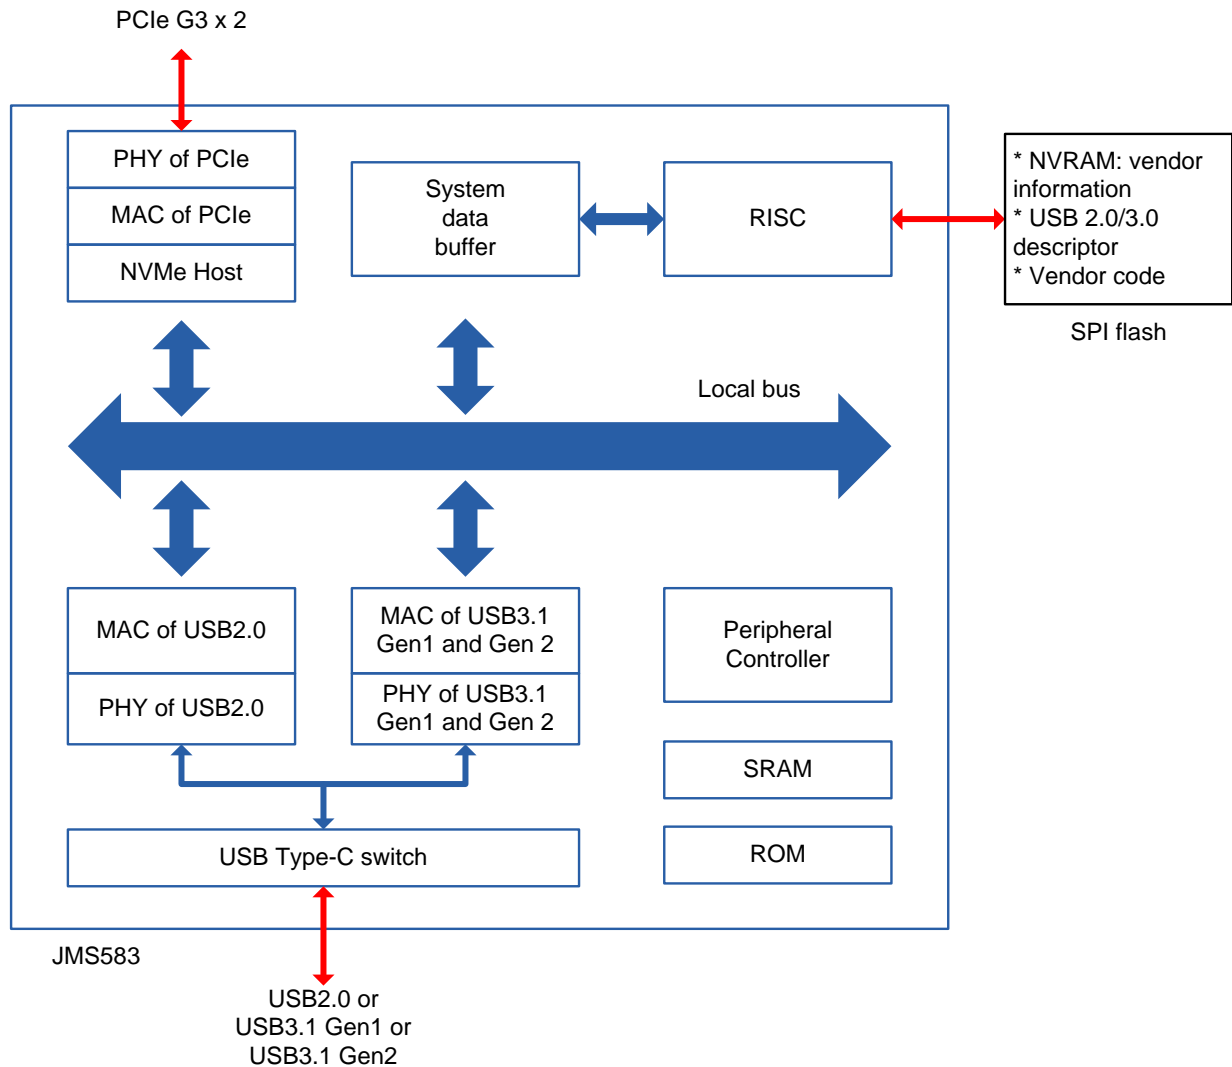 PCIe G3 x 2
PHY of PCIe
MAC of PCIe
NVMe Host
System
data
buffer
RISC
* NVRAM: vendor
information
* USB 2.0/3.0
descriptor
* Vendor code
SPI flash
Local bus
MAC of USB2.0
PHY of USB2.0
MAC of USB3.1
Gen1 and Gen 2
PHY of USB3.1
Gen1 and Gen 2
Peripheral
Controller
SRAM
ROM
USB Type-C switch
JMS583
USB2.0 or
USB3.1 Gen1 or
USB3.1 Gen2